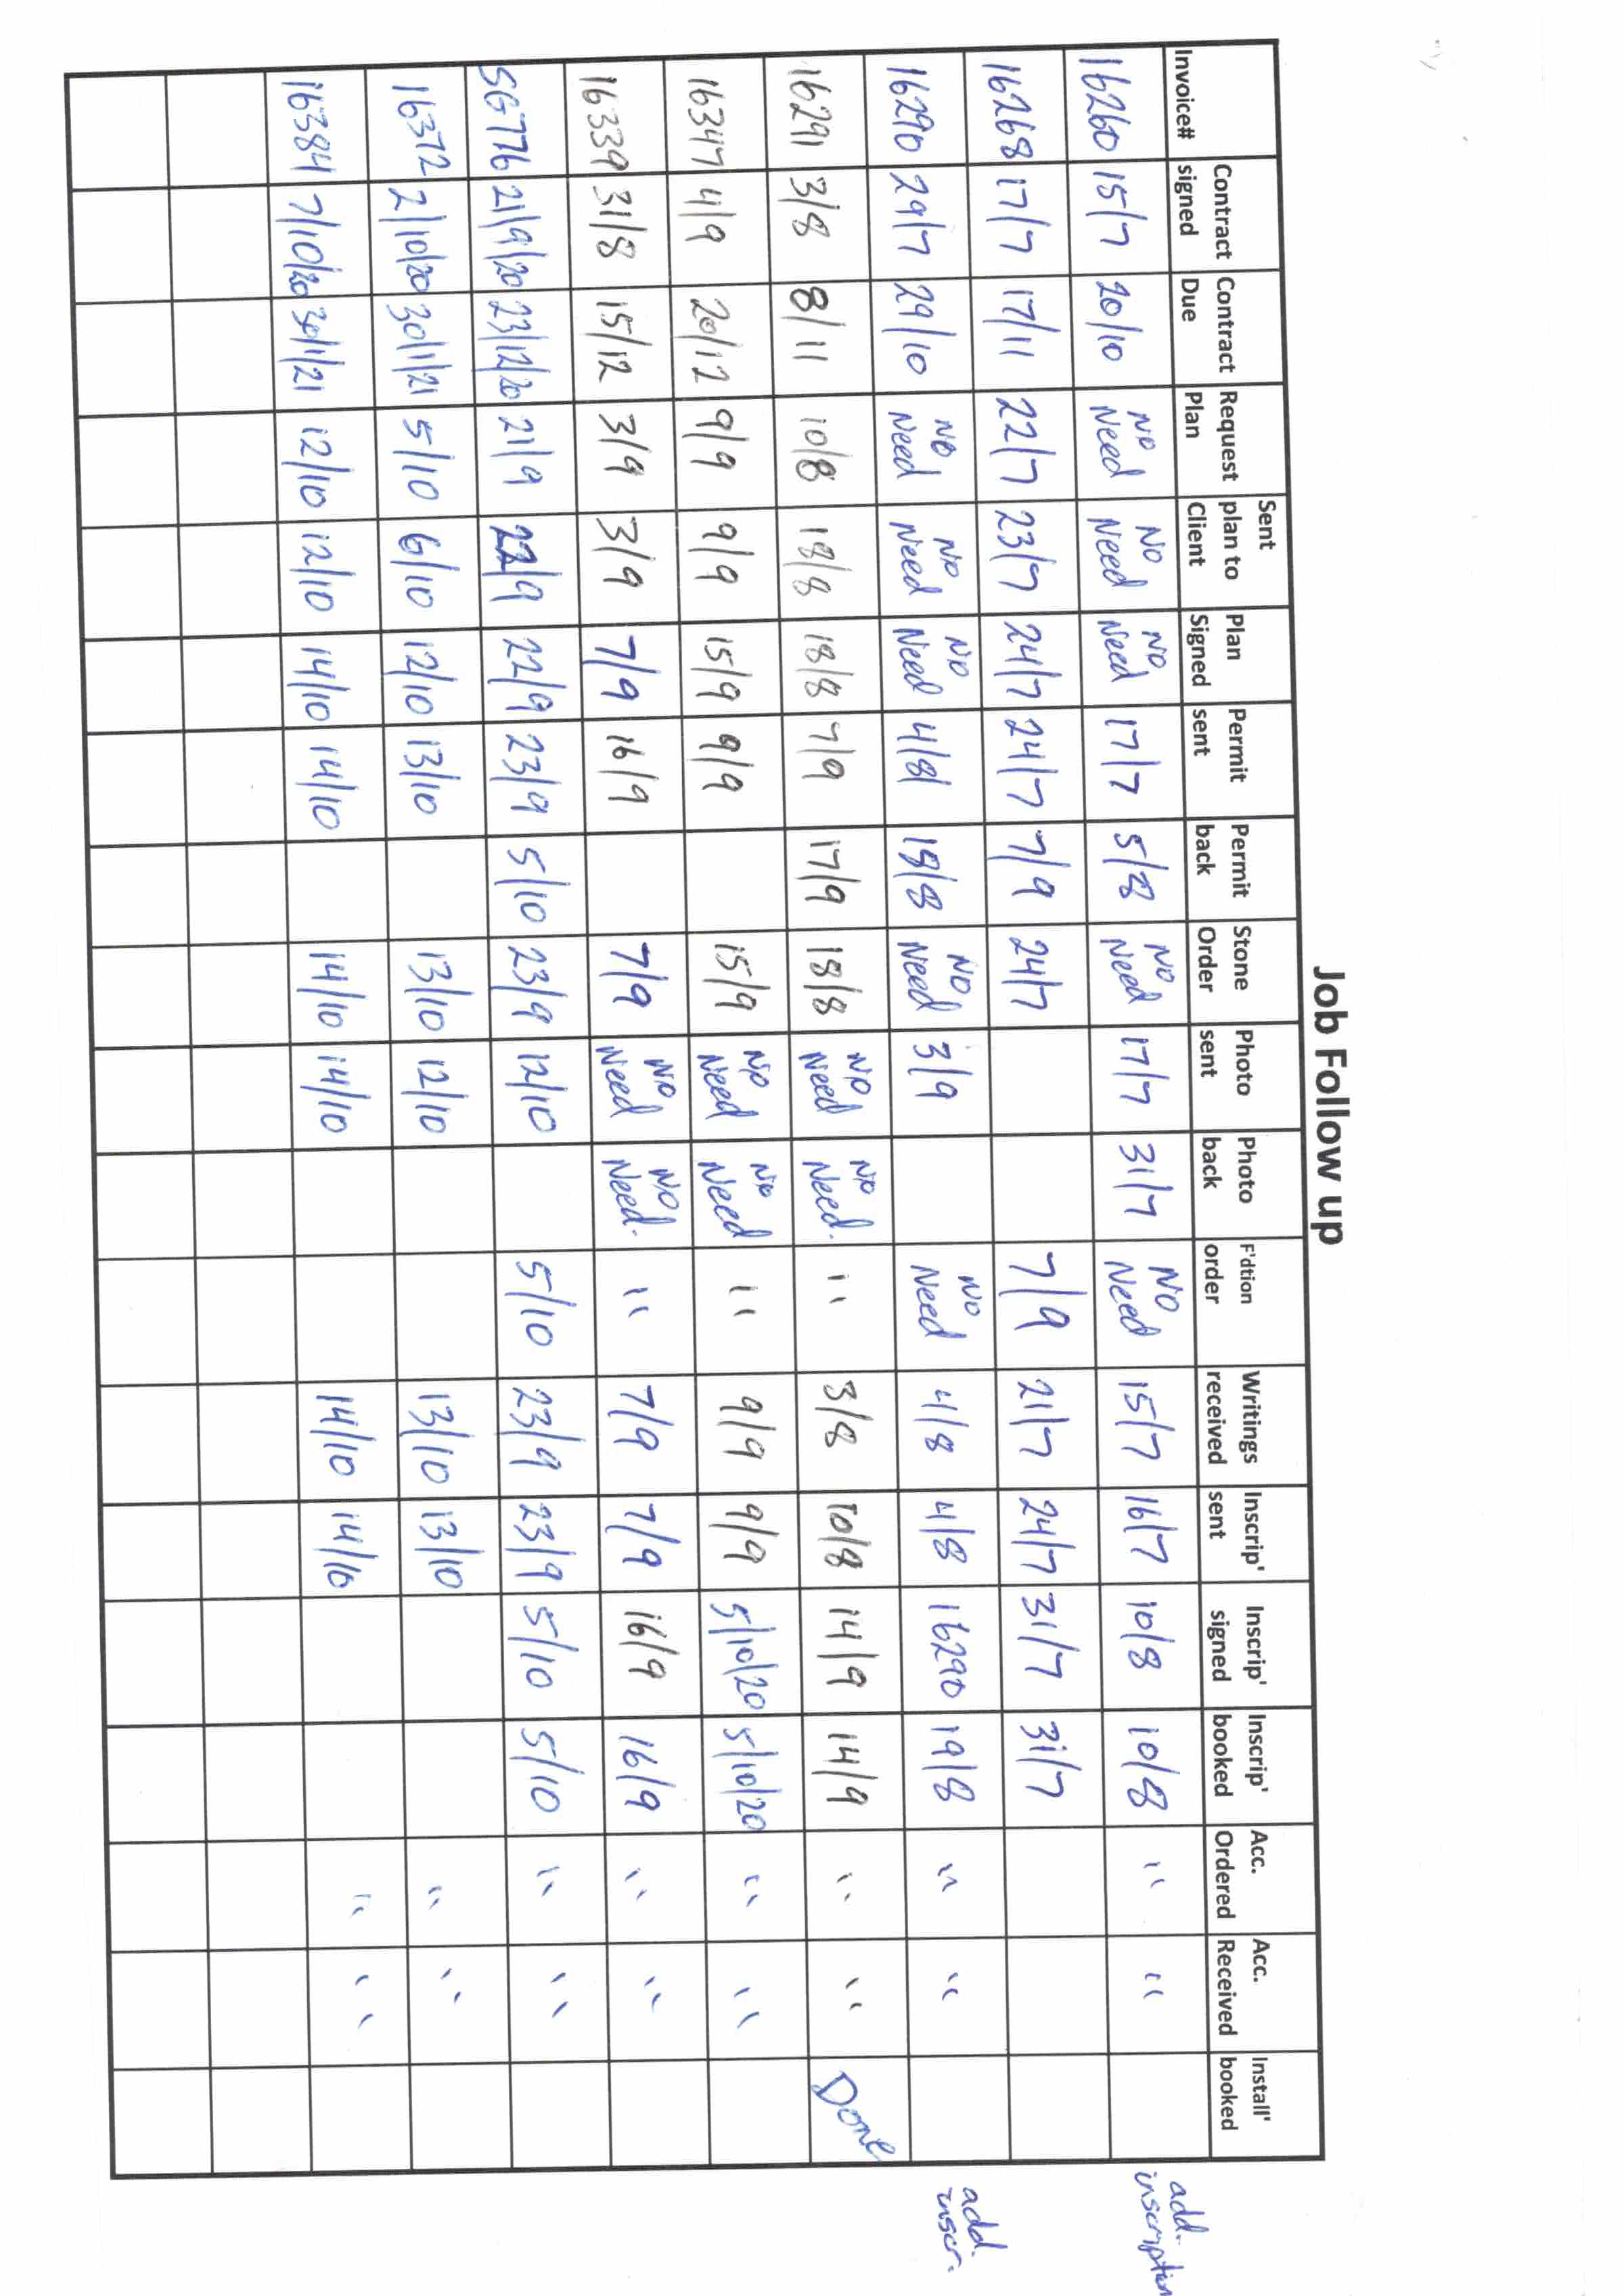 Job Follow up
Invoice# Contract signed Contract Due Request Plan Sent plan to Client Plan Signed Permit sent Permit back Stone Order Photo sent Photo back F'dtion order Writings received Inscrip' sent Inscrip' signed Inscrip' booked Acc. Ordered Acc. Received Install' booked
16260 15/7 20/10 No Need No Need No Need 17/7 5/8 No Need 17/7 31/7 No Need 15/7 16/7 10/8 10/8 " " add. inscription
16268 17/7 17/11 22/7 23/7 24/7 24/7 7/9 24/7 7/9 21/7 24/7 31/7 31/7
16290 29/7 29/10 No Need No Need No Need 4/8 18/8 No Need 3/9 No Need 4/8 4/8 16290 19/8 " " add. inscr.
16291 3/8 8/11 10/8 18/8 18/8 7/9 17/9 18/8 No Need No Need. " 3/8 10/8 14/9 14/9 " " Done
16347 4/9 20/12 9/9 9/9 15/9 9/9 15/9 No Need No Need " 9/9 9/9 5/10/20 5/10/20 " "
16339 31/8 15/12 3/9 3/9 7/9 16/9 7/9 No Need No Need. " 7/9 7/9 16/9 16/9 " "
SG776 21/9/20 23/12/20 21/9 22/9 22/9 23/9 5/10 23/9 12/10 5/10 23/9 23/9 5/10 5/10 " "
16372 2/10/20 30/1/21 5/10 6/10 12/10 13/10 13/10 12/10 13/10 13/10 " "
16384 7/10/20 30/1/21 12/10 12/10 14/10 14/10 14/10 14/10 14/10 14/10 " "